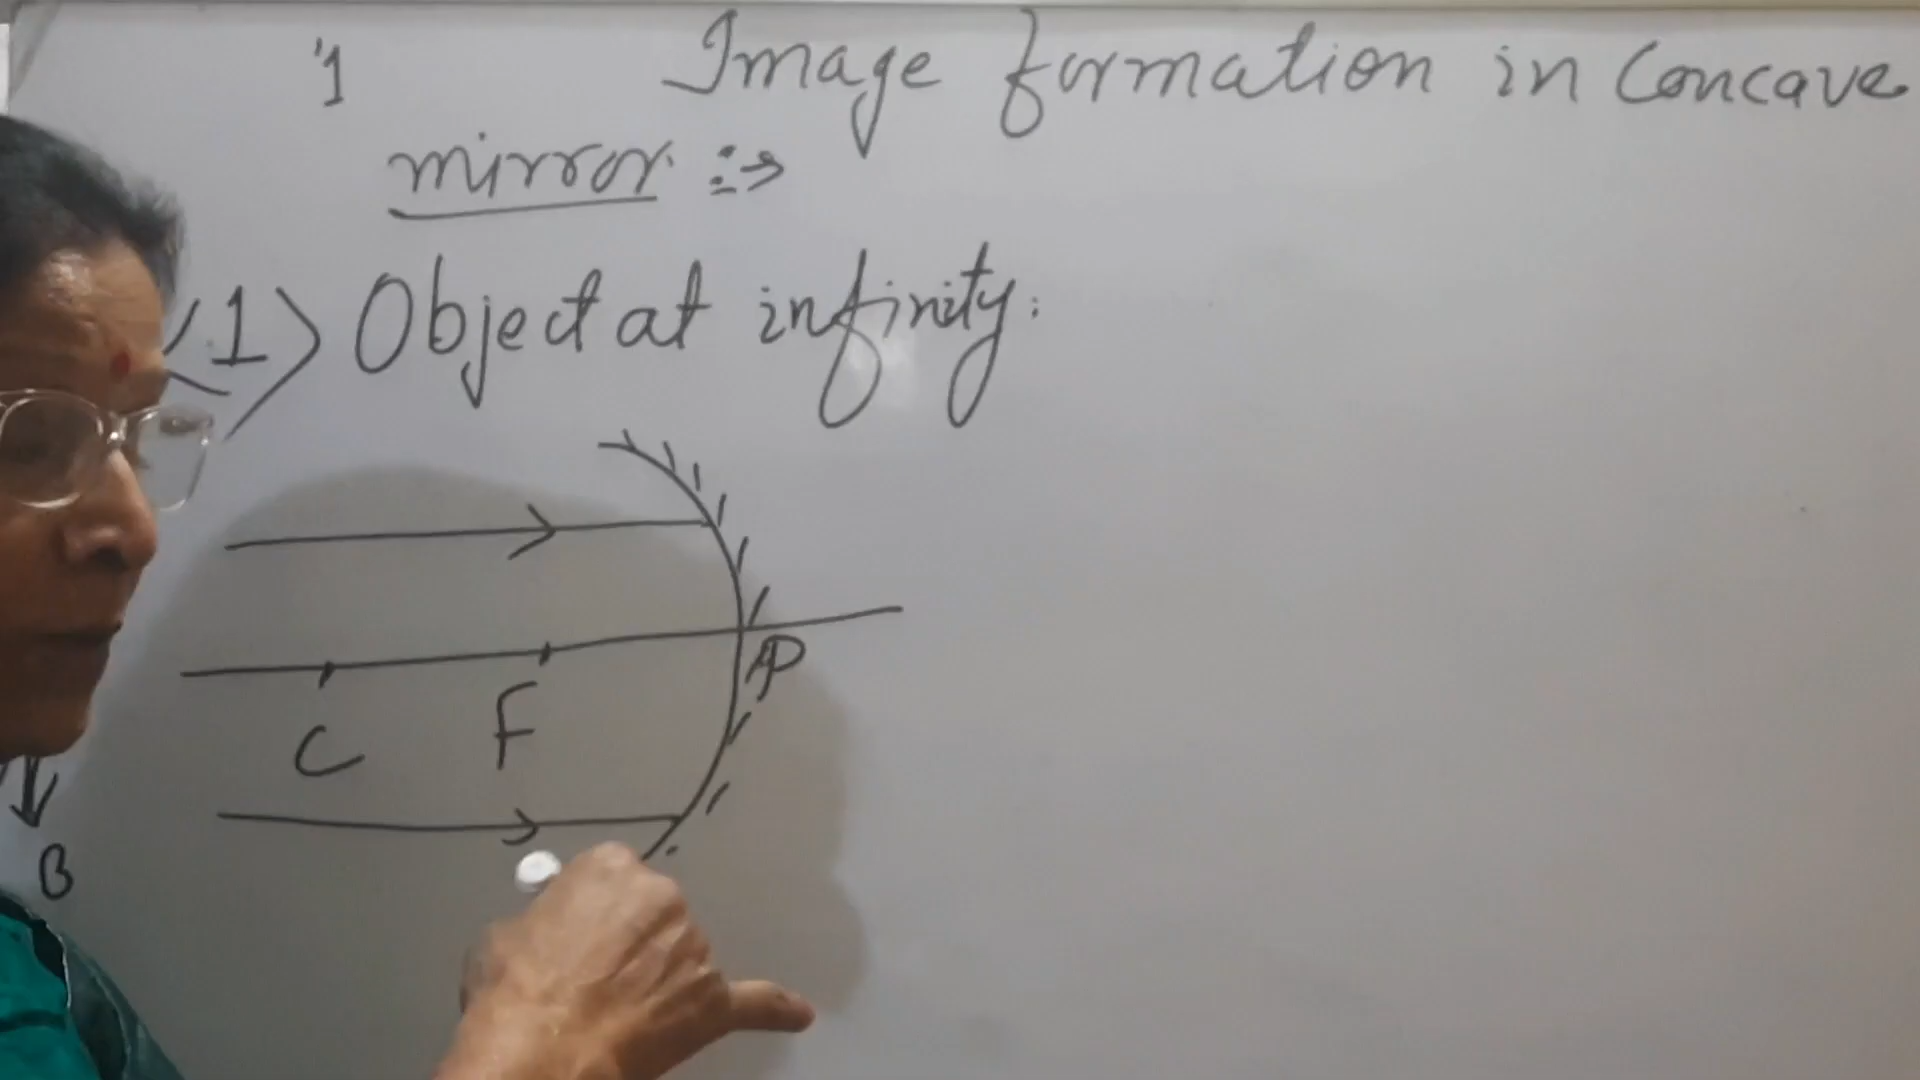 1 Image formation in Concave
mirror :→
<1> Object at infinity:
P
C F
B